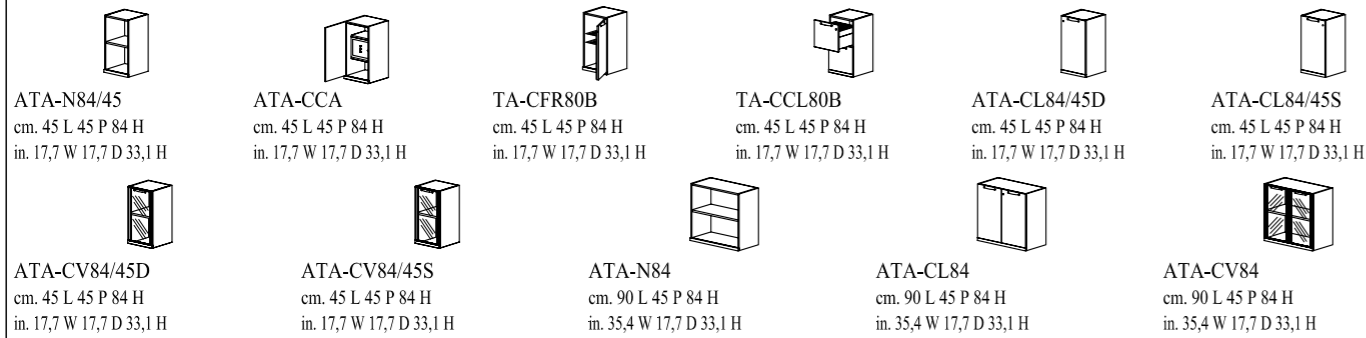 ATA-N84/45
cm. 45 L 45 P 84 H
in. 17,7 W 17,7 D 33,1 H
ATA-CCA
cm. 45 L 45 P 84 H
in. 17,7 W 17,7 D 33,1 H
TA-CFR80B
cm. 45 L 45 P 84 H
in. 17,7 W 17,7 D 33,1 H
TA-CCL80B
cm. 45 L 45 P 84 H
in. 17,7 W 17,7 D 33,1 H
ATA-CL84/45D
cm. 45 L 45 P 84 H
in. 17,7 W 17,7 D 33,1 H
ATA-CL84/45S
cm. 45 L 45 P 84 H
in. 17,7 W 17,7 D 33,1 H
ATA-CV84/45D
cm. 45 L 45 P 84 H
in. 17,7 W 17,7 D 33,1 H
ATA-CV84/45S
cm. 45 L 45 P 84 H
in. 17,7 W 17,7 D 33,1 H
ATA-N84
cm. 90 L 45 P 84 H
in. 35,4 W 17,7 D 33,1 H
ATA-CL84
cm. 90 L 45 P 84 H
in. 35,4 W 17,7 D 33,1 H
ATA-CV84
cm. 90 L 45 P 84 H
in. 35,4 W 17,7 D 33,1 H